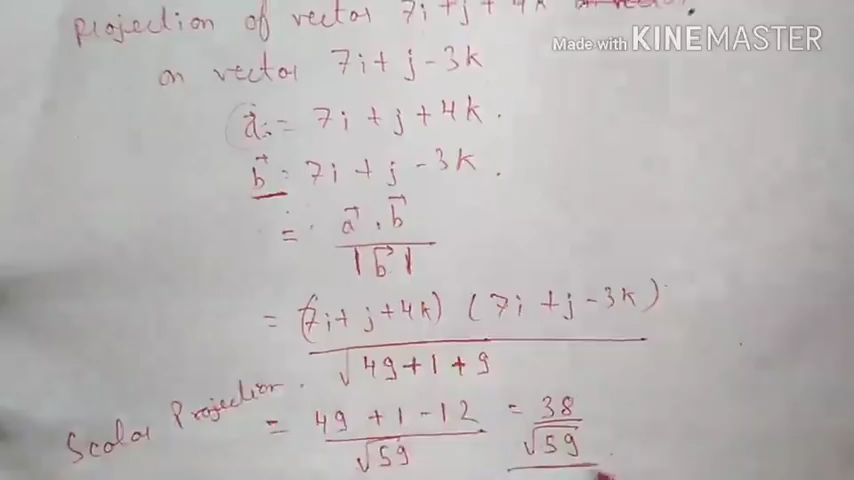 Projection of vector 7i + j + 4k
Made with KINEMASTER
on vector 7i + j - 3k
a⃗ = 7i + j + 4k.
b⃗ = 7i + j - 3k.
= a⃗ . b⃗
|b⃗|
= (7i + j + 4k) (7i + j - 3k)
√49 + 1 + 9
Scalar Projection.
= 49 + 1 - 12 = 38
√59 √59